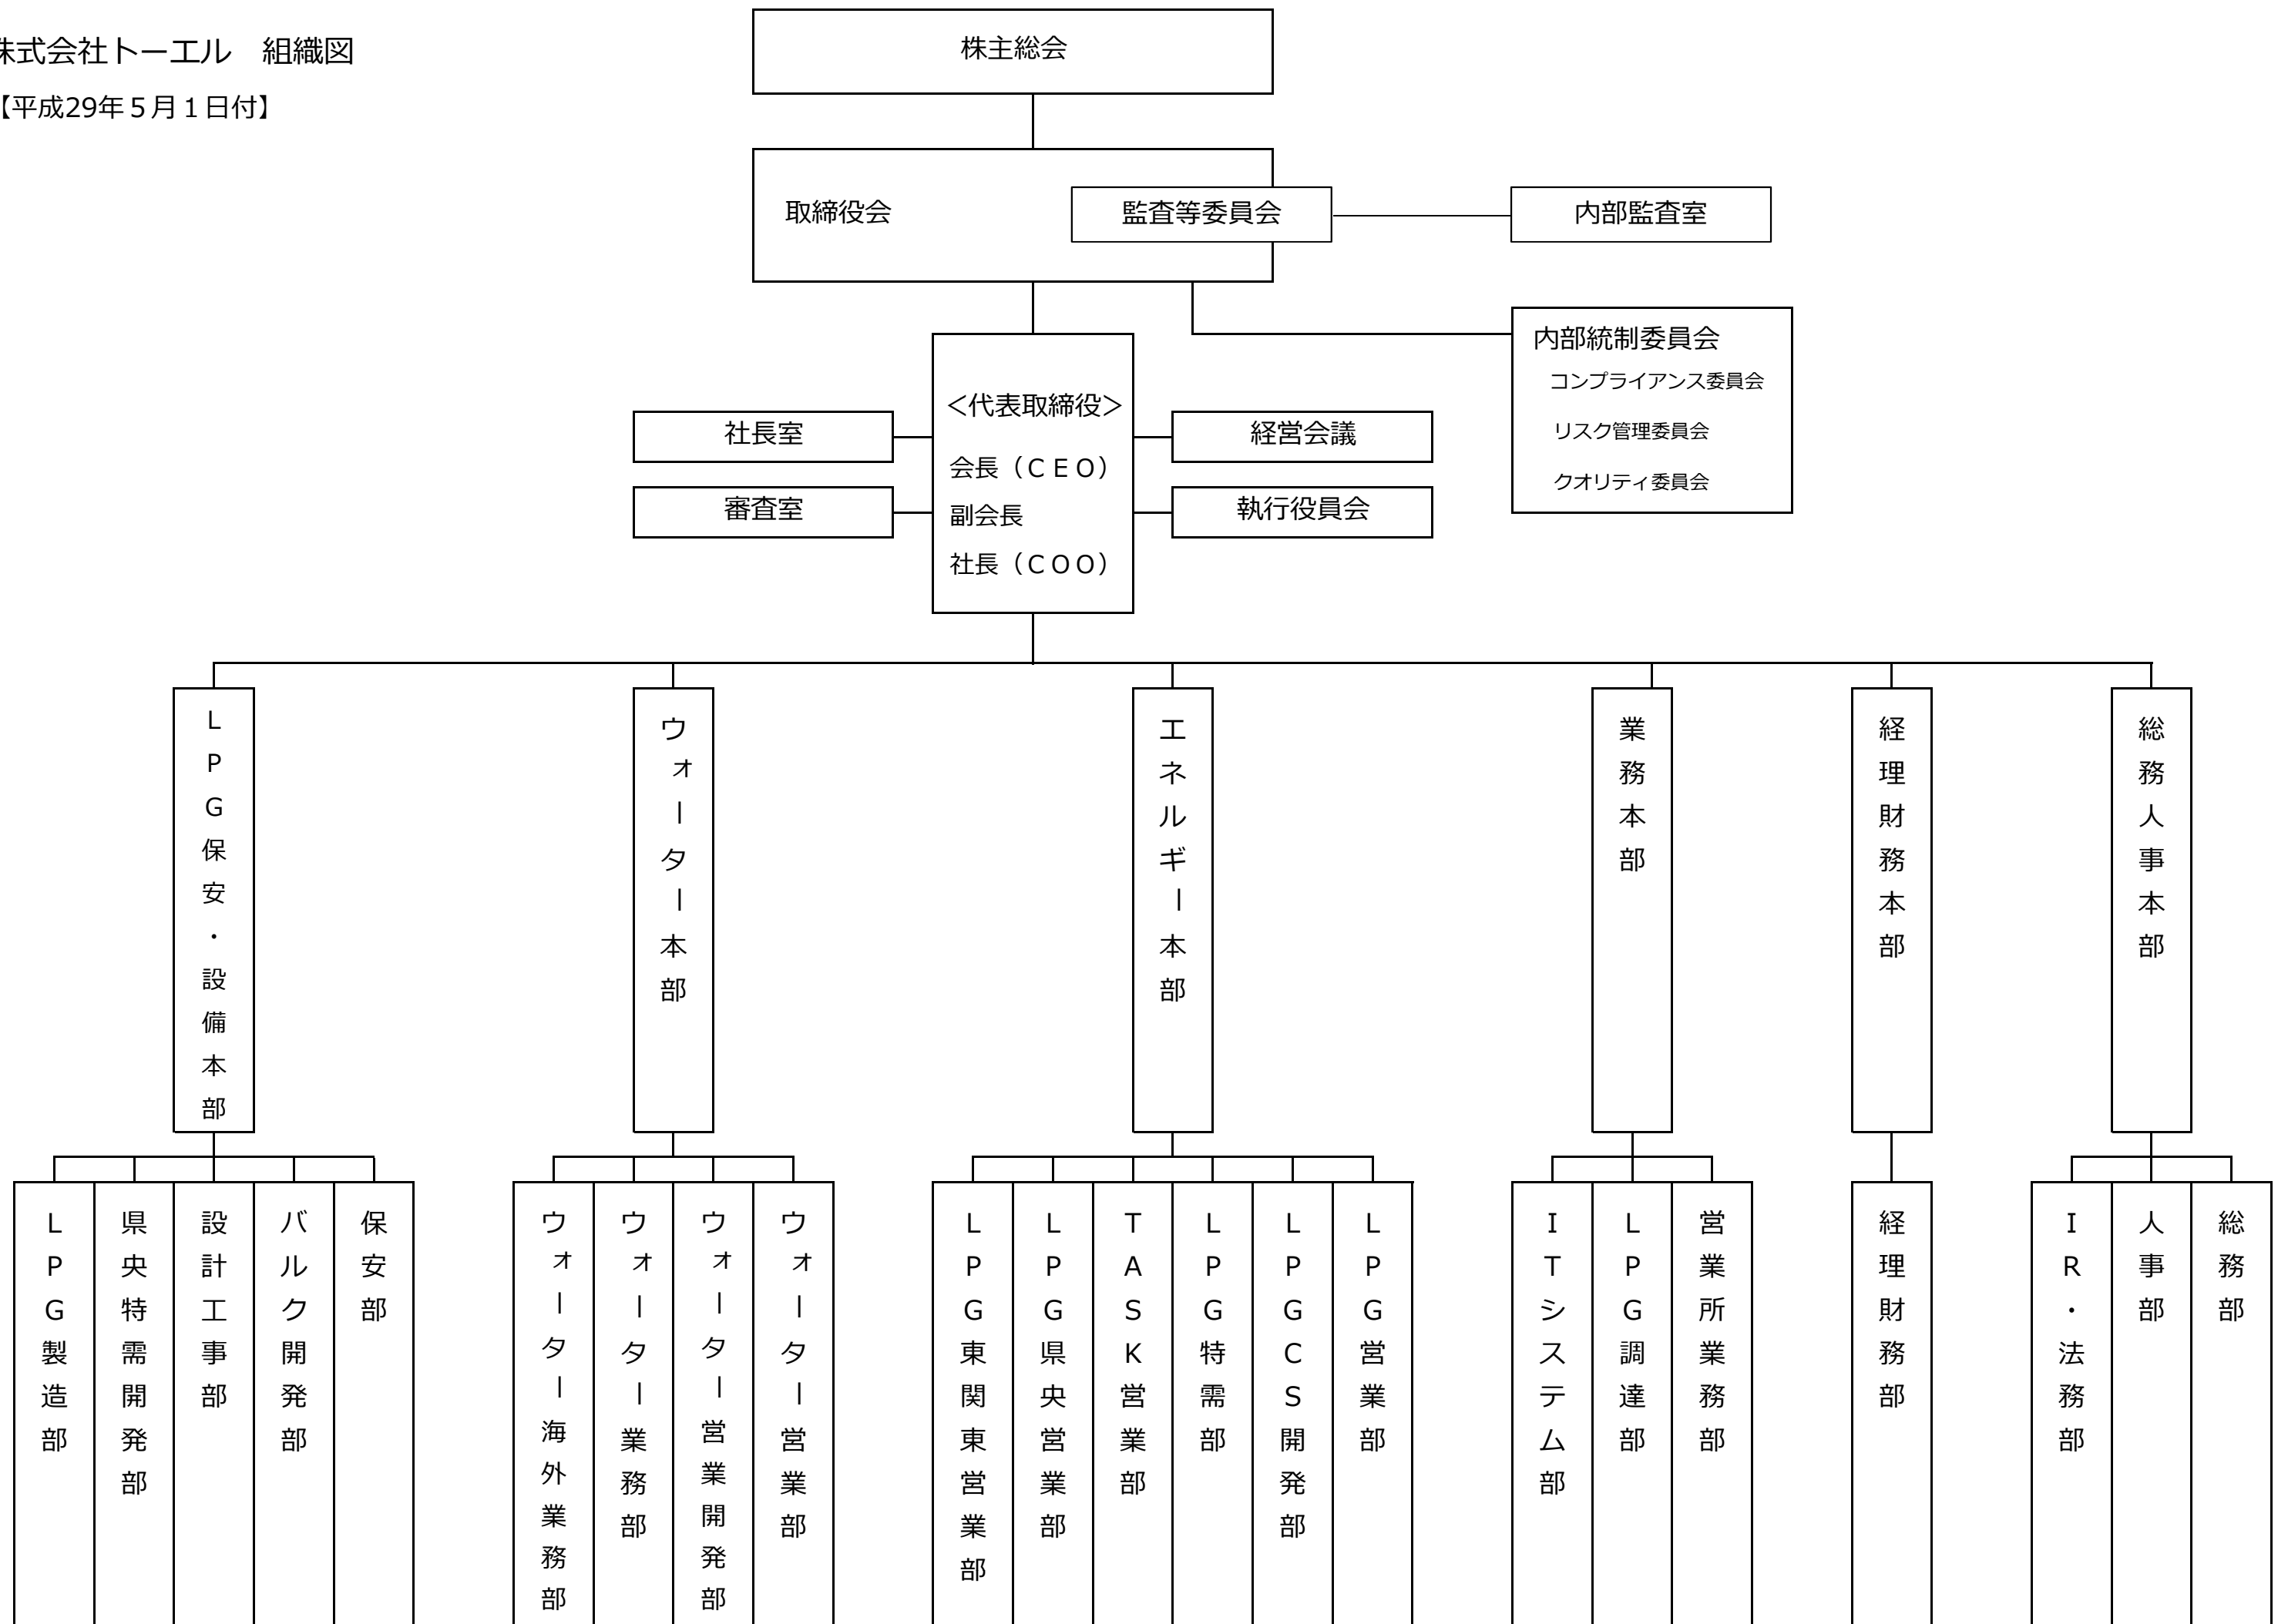 株式会社トーエル　組織図
【平成29年５月１日付】
株主総会
取締役会
監査等委員会
内部監査室
内部統制委員会
コンプライアンス委員会
リスク管理委員会
クオリティ委員会
＜代表取締役＞
会長（ＣＥＯ）
副会長
社長（ＣＯＯ）
社長室
審査室
経営会議
執行役員会
ＬＰＧ保安・設備本部
ウォーター本部
エネルギー本部
業務本部
経理財務本部
総務人事本部
ＬＰＧ製造部
県央特需開発部
設計工事部
バルク開発部
保安部
ウォーター海外業務部
ウォーター業務部
ウォーター営業開発部
ウォーター営業部
ＬＰＧ東関東営業部
ＬＰＧ県央営業部
ＴＡＳＫ営業部
ＬＰＧ特需部
ＬＰＧＣＳ開発部
ＬＰＧ営業部
ＩＴシステム部
ＬＰＧ調達部
営業所業務部
経理財務部
ＩＲ・法務部
人事部
総務部